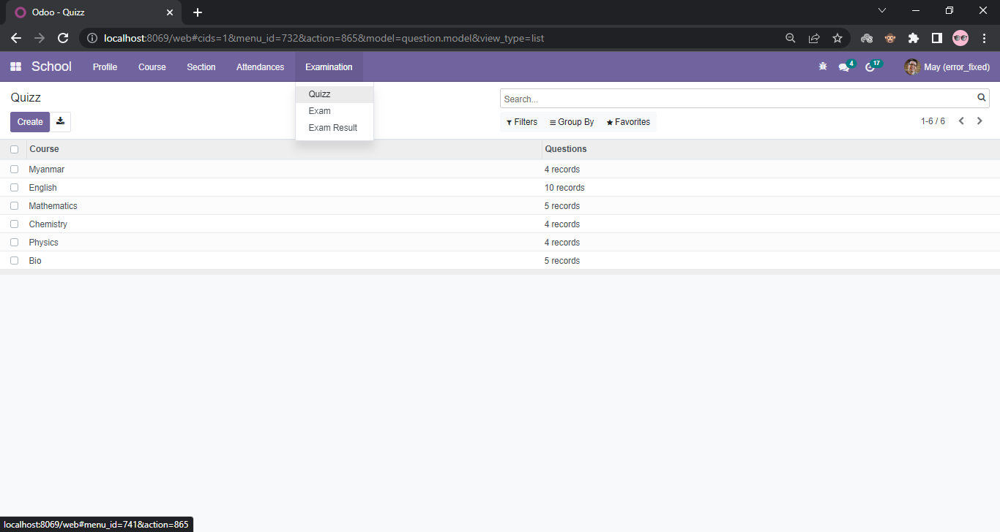 Odoo - Quizz
localhost:8069/web#cids=1&menu_id=732&action=865&model=question.model&view_type=list
School Profile Course Section Attendances Examination 4 17 May (error_fixed)
Quizz
Exam
Exam Result
Quizz
Search...
Create
Filters Group By Favorites 1-6 / 6
Course Questions
Myanmar 4 records
English 10 records
Mathematics 5 records
Chemistry 4 records
Physics 4 records
Bio 5 records
localhost:8069/web#menu_id=741&action=865